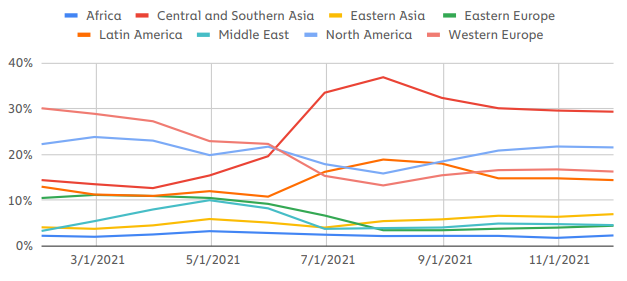 Africa Central and Southern Asia Eastern Asia Eastern Europe
Latin America Middle East North America Western Europe
40%
30%
20%
10%
0%
3/1/2021 5/1/2021 7/1/2021 9/1/2021 11/1/2021